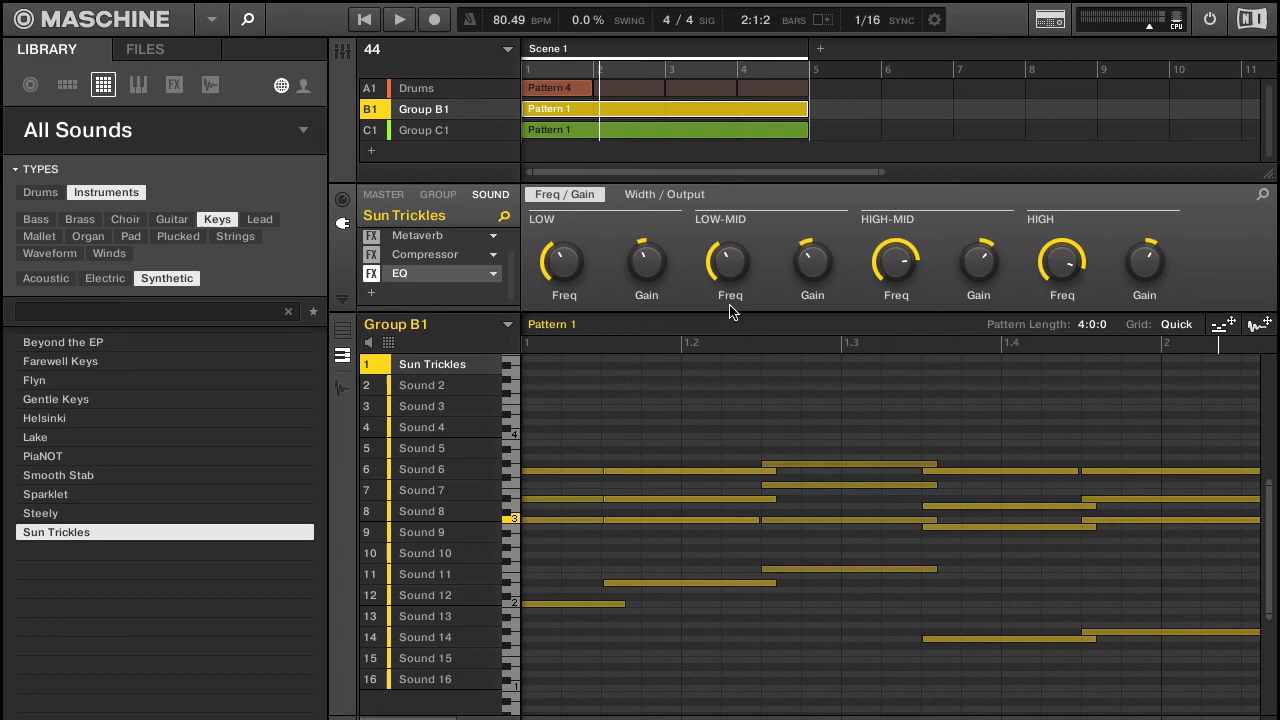 MASCHINE
80.49 BPM 0.0 % SWING 4 / 4 SIG 2:1:2 BARS 1/16 SYNC CPU
LIBRARY FILES
44 Scene 1 +
1 2 3 4 5 6 7 8 9 10 11
A1 Drums Pattern 4
B1 Group B1 Pattern 1
C1 Group C1 Pattern 1
+
All Sounds
TYPES
Drums Instruments
Bass Brass Choir Guitar Keys Lead
Mallet Organ Pad Plucked Strings
Waveform Winds
Acoustic Electric Synthetic
Beyond the EP
Farewell Keys
Flyn
Gentle Keys
Helsinki
Lake
PiaNOT
Smooth Stab
Sparklet
Steely
Sun Trickles
MASTER GROUP SOUND
Sun Trickles
FX Metaverb
FX Compressor
FX EQ
+
Freq / Gain Width / Output
LOW LOW-MID HIGH-MID HIGH
Freq Gain Freq Gain Freq Gain Freq Gain
Group B1 Pattern 1 Pattern Length: 4:0:0 Grid: Quick
1 1.2 1.3 1.4 2
1 Sun Trickles
2 Sound 2
3 Sound 3
4 Sound 4
5 Sound 5
6 Sound 6
7 Sound 7
8 Sound 8
9 Sound 9
10 Sound 10
11 Sound 11
12 Sound 12
13 Sound 13
14 Sound 14
15 Sound 15
16 Sound 16
4
3
2
1